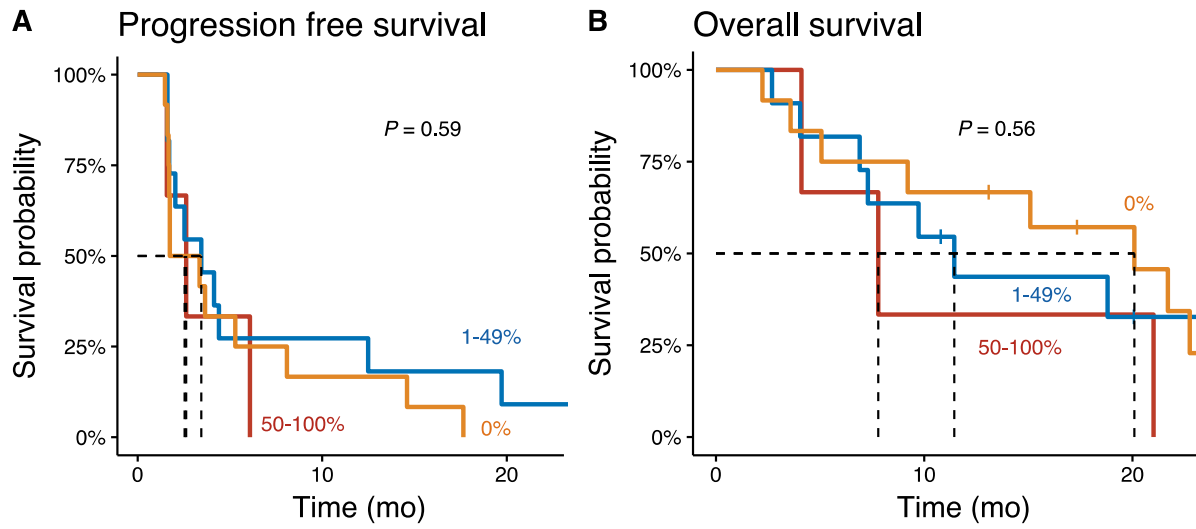 A Progression free survival
Survival probability
100%
75%
50%
25%
0%
P = 0.59
1-49%
50-100%
0%
0
10
20
Time (mo)
B Overall survival
Survival probability
100%
75%
50%
25%
0%
P = 0.56
0%
1-49%
50-100%
0
10
20
Time (mo)